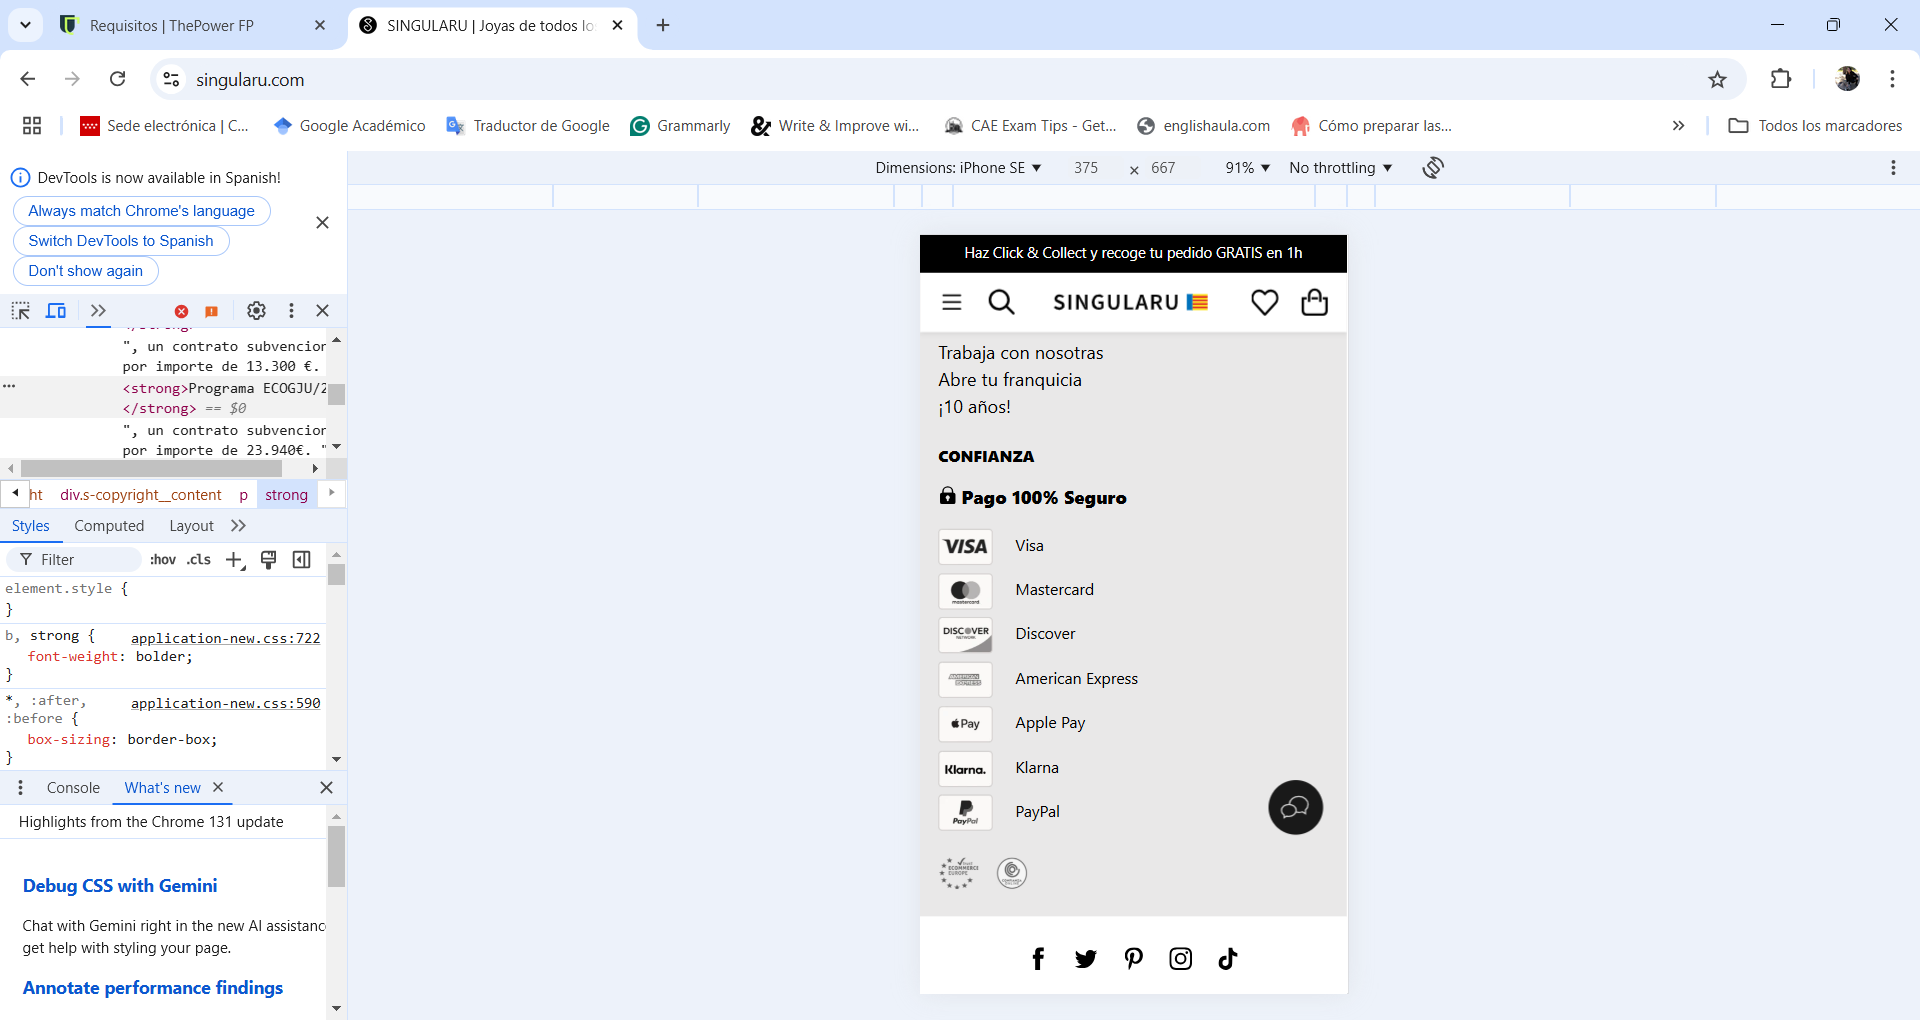 Requisitos | ThePower FP
SINGULARU | Joyas de todos lo
singularu.com
Sede electrónica | C...
Google Académico
Traductor de Google
Grammarly
Write & Improve wi...
CAE Exam Tips - Get...
englishaula.com
Cómo preparar las...
Todos los marcadores
DevTools is now available in Spanish!
Always match Chrome's language
Switch DevTools to Spanish
Don't show again
Dimensions: iPhone SE
375 × 667
91%
No throttling
", un contrato subvencion
por importe de 13.300 €.
<strong>Programa ECOGJU/2
</strong> == $0
", un contrato subvencion
por importe de 23.940€. "
ht div.s-copyright__content p strong
Styles Computed Layout
Filter :hov .cls
element.style {
}
b, strong { application-new.css:722
font-weight: bolder;
}
*, :after, application-new.css:590
:before {
box-sizing: border-box;
}
Console What's new
Highlights from the Chrome 131 update
Debug CSS with Gemini
Chat with Gemini right in the new AI assistanc
get help with styling your page.
Annotate performance findings
Haz Click & Collect y recoge tu pedido GRATIS en 1h
SINGULARU
Trabaja con nosotras
Abre tu franquicia
¡10 años!
CONFIANZA
Pago 100% Seguro
VISA Visa
mastercard Mastercard
DISCOVER NETWORK Discover
AMERICAN EXPRESS American Express
Pay Apple Pay
Klarna. Klarna
PayPal PayPal
ECOMMERCE
EUROPE